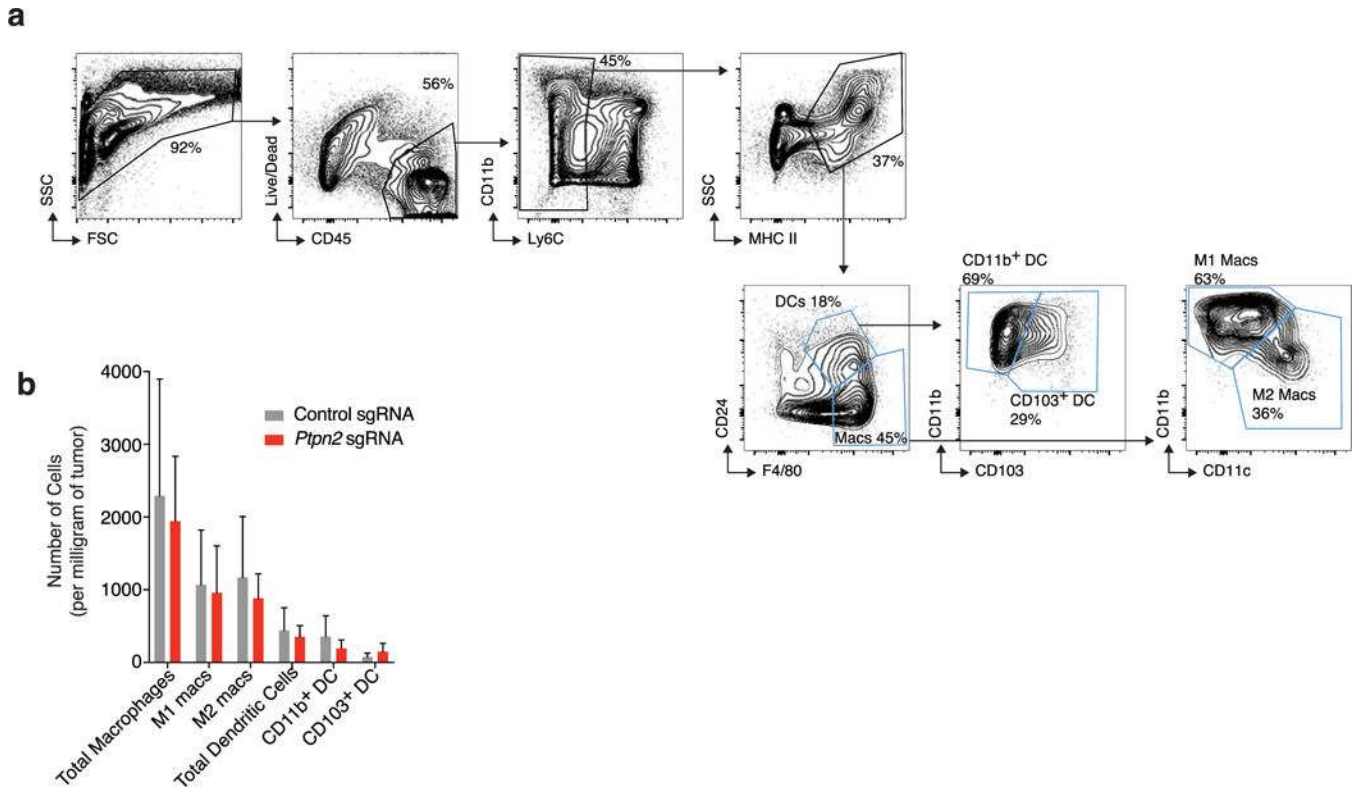 a
SSC
FSC
92%
Live/Dead
CD45
56%
CD11b
Ly6C
45%
SSC
MHC II
37%
CD24
F4/80
DCs 18%
Macs 45%
CD11b⁺ DC
69%
CD103⁺ DC
29%
CD11b
CD103
M1 Macs
63%
M2 Macs
36%
CD11b
CD11c
b
Number of Cells
(per milligram of tumor)
4000
3000
2000
1000
0
Control sgRNA
Ptpn2 sgRNA
Total Macrophages
M1 macs
M2 macs
Total Dendritic Cells
CD11b⁺ DC
CD103⁺ DC